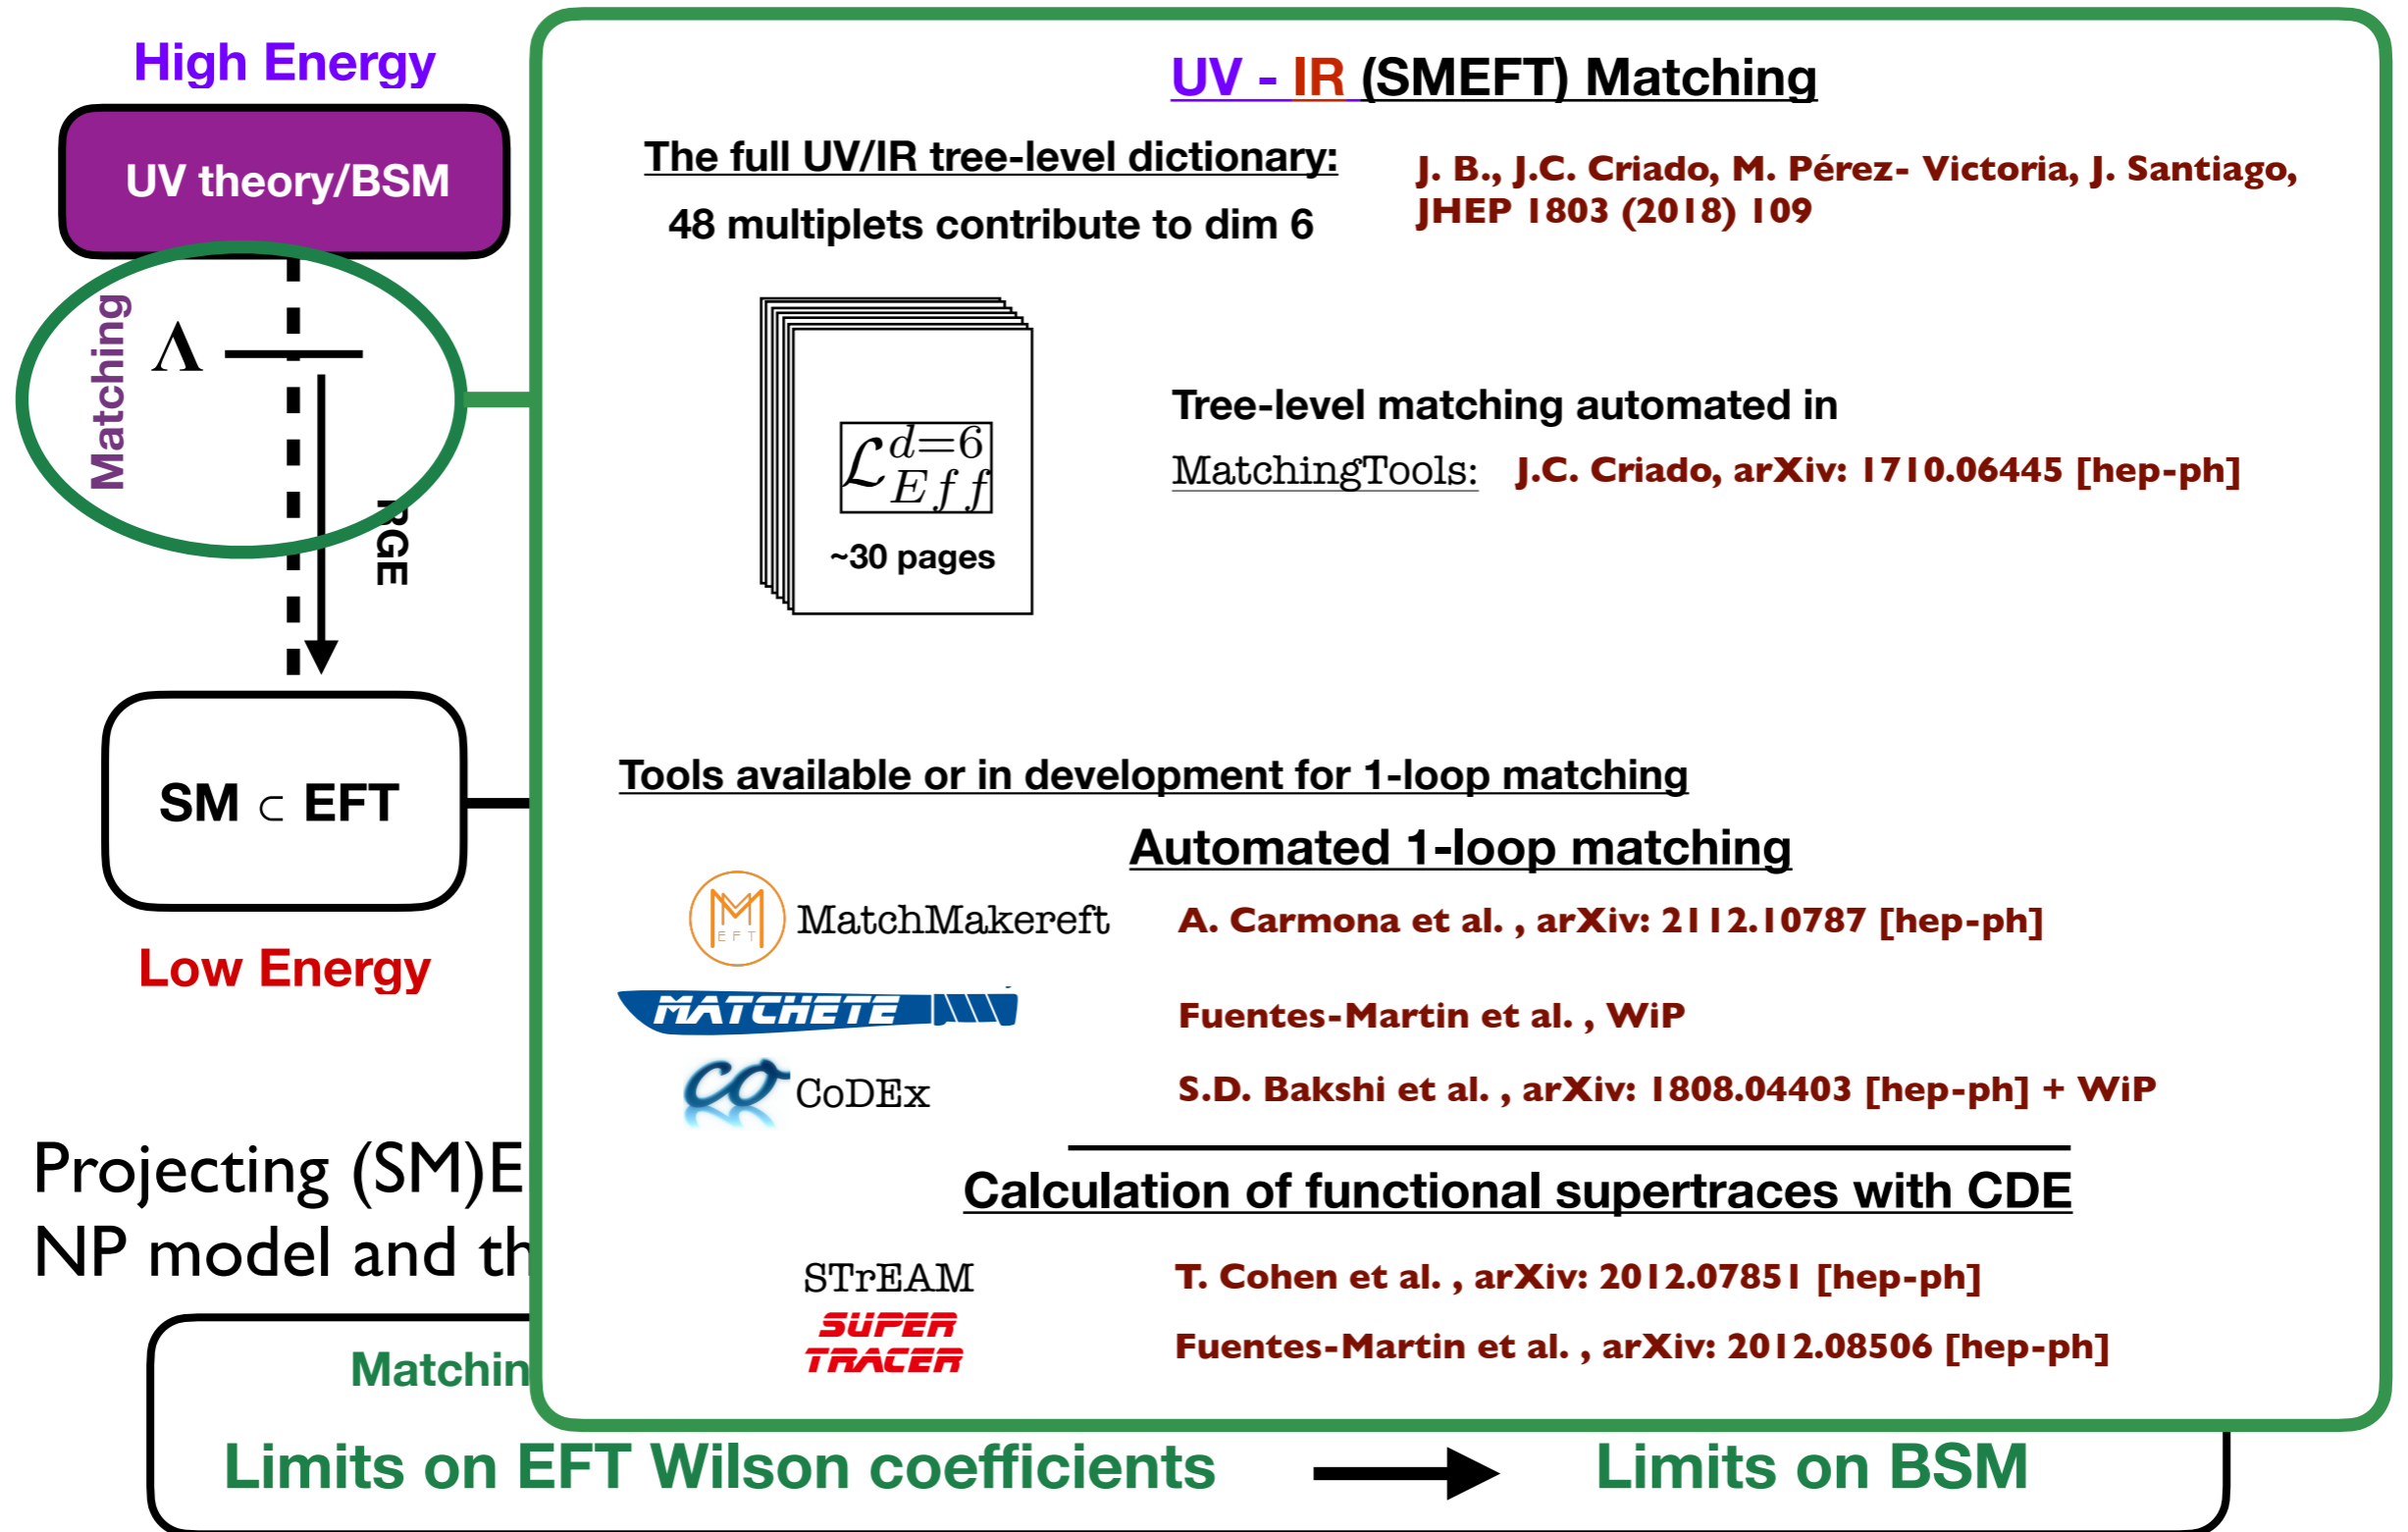 High Energy
UV theory/BSM
Matching
Λ
RGE
SM ⊂ EFT
Low Energy
UV - IR (SMEFT) Matching
The full UV/IR tree-level dictionary:
48 multiplets contribute to dim 6
J. B., J.C. Criado, M. Pérez- Victoria, J. Santiago,
JHEP 1803 (2018) 109
ℒ_{Eff}^{d=6}
~30 pages
Tree-level matching automated in
MatchingTools: J.C. Criado, arXiv: 1710.06445 [hep-ph]
Tools available or in development for 1-loop matching
Automated 1-loop matching
M EFT MatchMakereft A. Carmona et al. , arXiv: 2112.10787 [hep-ph]
MATCHETE Fuentes-Martin et al. , WiP
CO CoDEx S.D. Bakshi et al. , arXiv: 1808.04403 [hep-ph] + WiP
Calculation of functional supertraces with CDE
STrEAM T. Cohen et al. , arXiv: 2012.07851 [hep-ph]
SUPER
TRACER Fuentes-Martin et al. , arXiv: 2012.08506 [hep-ph]
Projecting (SM)E
NP model and th
Matchin
Limits on EFT Wilson coefficients → Limits on BSM